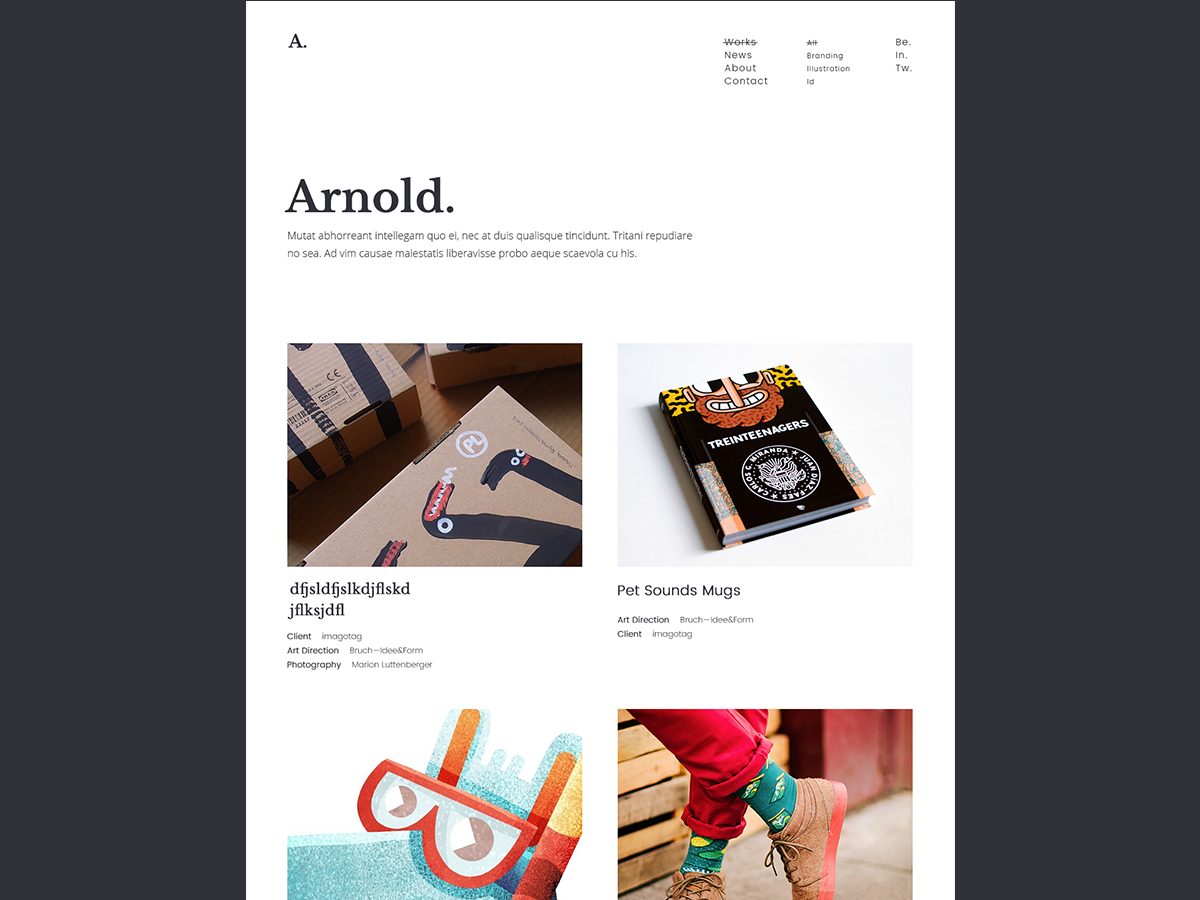 A.
Works
News
About
Contact
All
Branding
Illustration
Id
Be.
In.
Tw.
Arnold.
Mutat abhorreant intellegam quo ei, nec at duis qualisque tincidunt. Tritani repudiare
no sea. Ad vim causae maiestatis liberavisse probo aeque scaevola cu his.
CE
PL
TREINTEENAGERS
CARLOS C. MIRANDA ★ JUAN DÍAZ-FAES ★
dfjsldfjslkdjflskd
jflksjdfl
Client imagotag
Art Direction Bruch—Idee&Form
Photography Marion Luttenberger
Pet Sounds Mugs
Art Direction Bruch—Idee&Form
Client imagotag